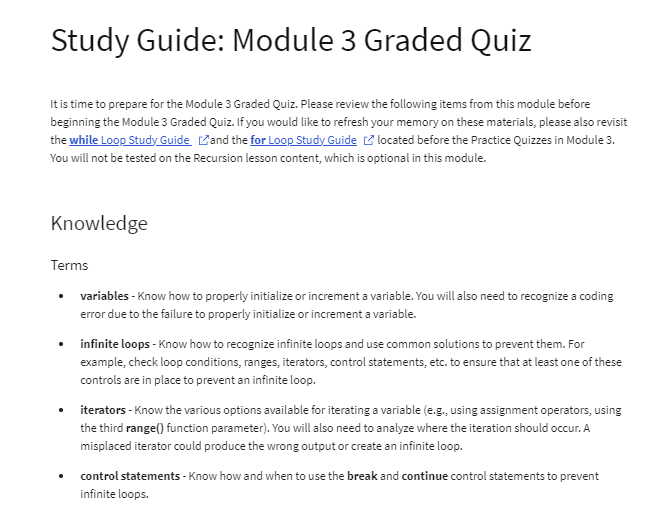 Study Guide: Module 3 Graded Quiz
It is time to prepare for the Module 3 Graded Quiz. Please review the following items from this module before
beginning the Module 3 Graded Quiz. If you would like to refresh your memory on these materials, please also revisit
the while Loop Study Guide and the for Loop Study Guide located before the Practice Quizzes in Module 3.
You will not be tested on the Recursion lesson content, which is optional in this module.
Knowledge
Terms
• variables - Know how to properly initialize or increment a variable. You will also need to recognize a coding
error due to the failure to properly initialize or increment a variable.
• infinite loops - Know how to recognize infinite loops and use common solutions to prevent them. For
example, check loop conditions, ranges, iterators, control statements, etc. to ensure that at least one of these
controls are in place to prevent an infinite loop.
• iterators - Know the various options available for iterating a variable (e.g., using assignment operators, using
the third range() function parameter). You will also need to analyze where the iteration should occur. A
misplaced iterator could produce the wrong output or create an infinite loop.
• control statements - Know how and when to use the break and continue control statements to prevent
infinite loops.